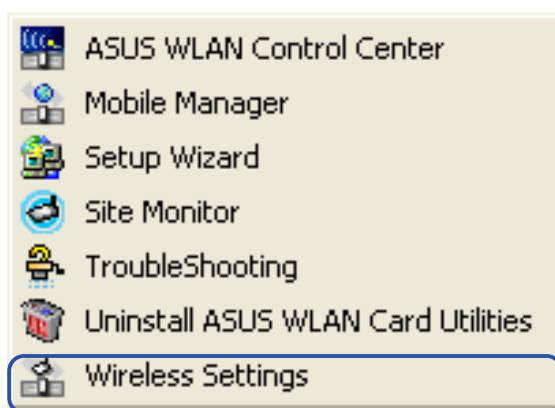 ASUS WLAN Control Center
Mobile Manager
Setup Wizard
Site Monitor
TroubleShooting
Uninstall ASUS WLAN Card Utilities
Wireless Settings